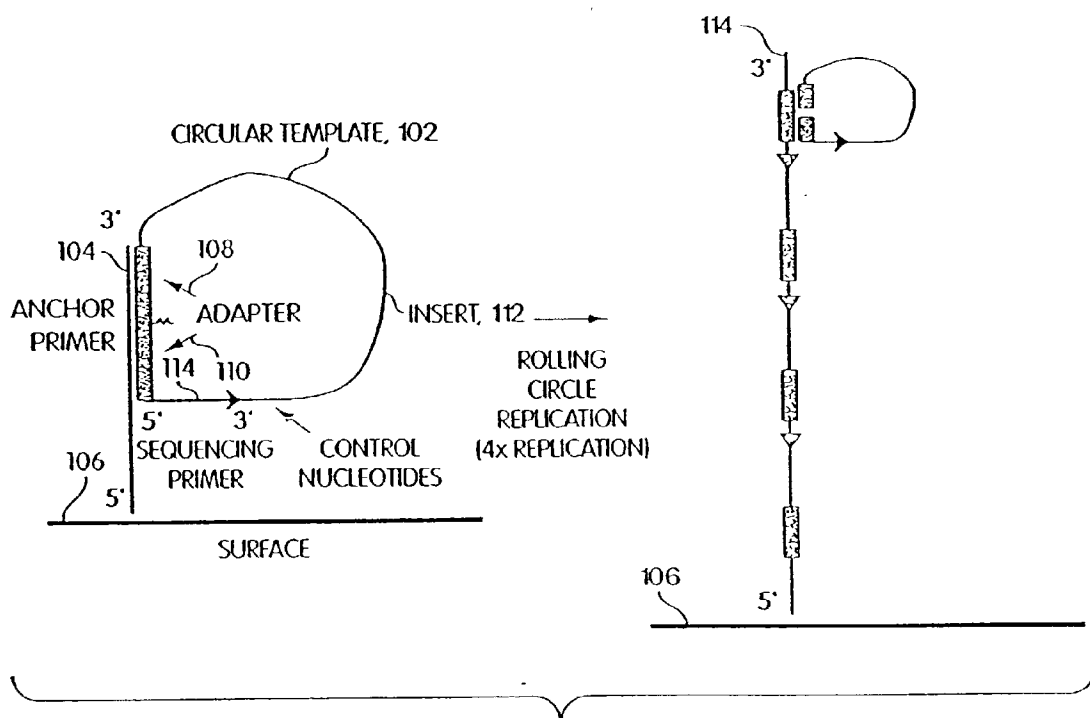 CIRCULAR TEMPLATE, 102
3'
104
108
ANCHOR
PRIMER
ADAPTER
INSERT, 112
114
110
5'
3'
SEQUENCING
PRIMER
CONTROL
NUCLEOTIDES
106
5'
SURFACE
ROLLING
CIRCLE
REPLICATION
(4x REPLICATION)
114
3'
106
5'